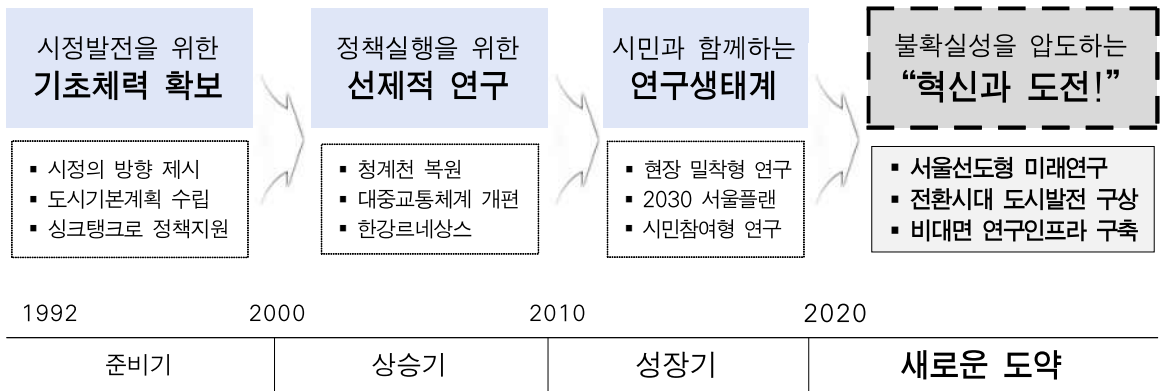 시정발전을 위한
기초체력 확보
▪ 시정의 방향 제시
▪ 도시기본계획 수립
▪ 싱크탱크로 정책지원
정책실행을 위한
선제적 연구
▪ 청계천 복원
▪ 대중교통체계 개편
▪ 한강르네상스
시민과 함께하는
연구생태계
▪ 현장 밀착형 연구
▪ 2030 서울플랜
▪ 시민참여형 연구
불확실성을 압도하는
“혁신과 도전!”
▪ 서울선도형 미래연구
▪ 전환시대 도시발전 구상
▪ 비대면 연구인프라 구축
1992 2000 2010 2020
준비기 상승기 성장기 새로운 도약